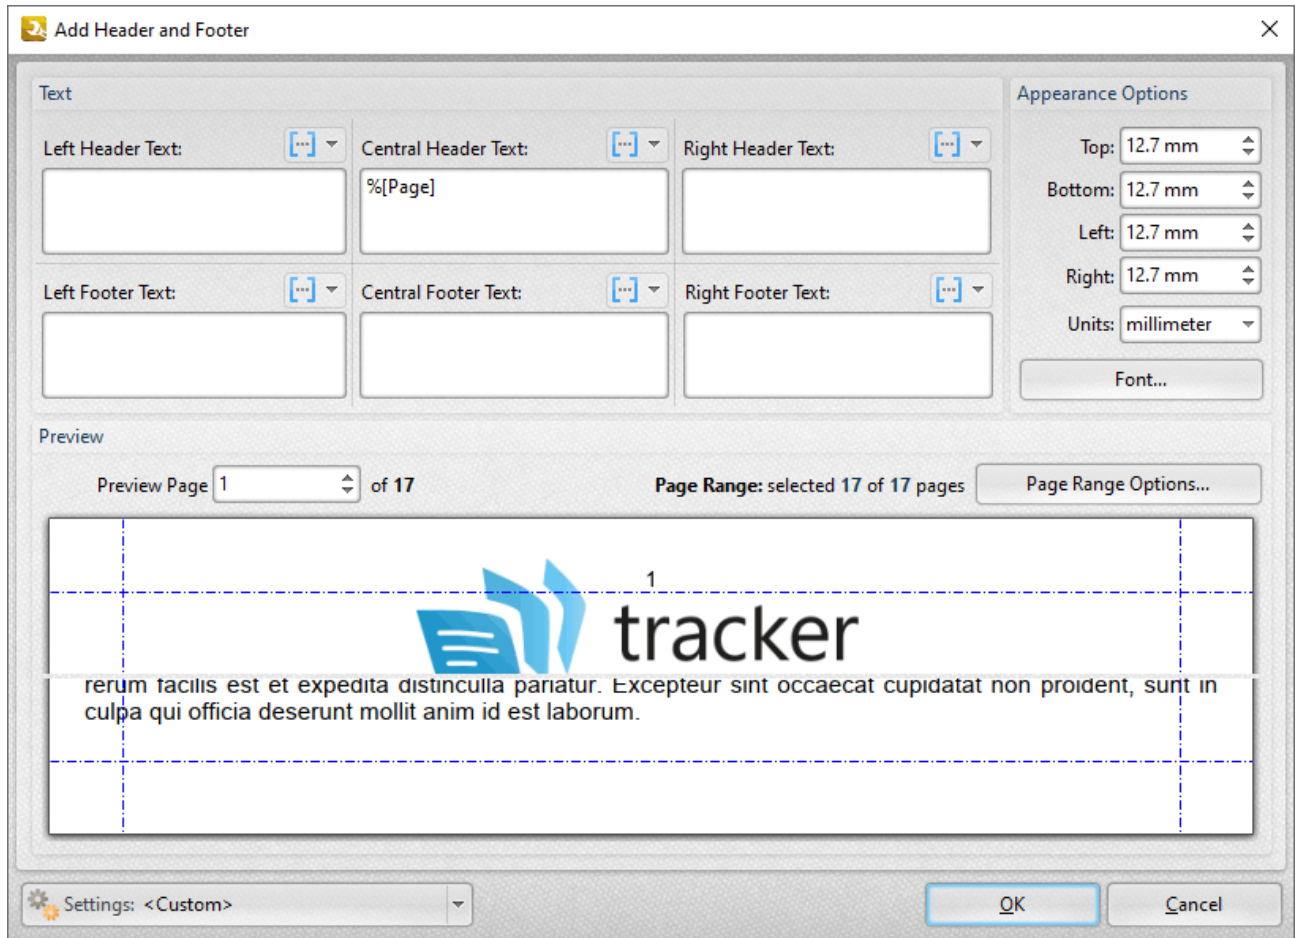 Add Header and Footer
Text
Appearance Options
Left Header Text:
Central Header Text:
Right Header Text:
%[Page]
Top: 12.7 mm
Bottom: 12.7 mm
Left: 12.7 mm
Right: 12.7 mm
Left Footer Text:
Central Footer Text:
Right Footer Text:
Units: millimeter
Font...
Preview
Preview Page 1 of 17
Page Range: selected 17 of 17 pages
Page Range Options...
1
tracker
rerum facilis est et expedita distinculla pariatur. Excepteur sint occaecat cupidatat non proident, sunt in
culpa qui officia deserunt mollit anim id est laborum.
Settings: <Custom>
OK
Cancel